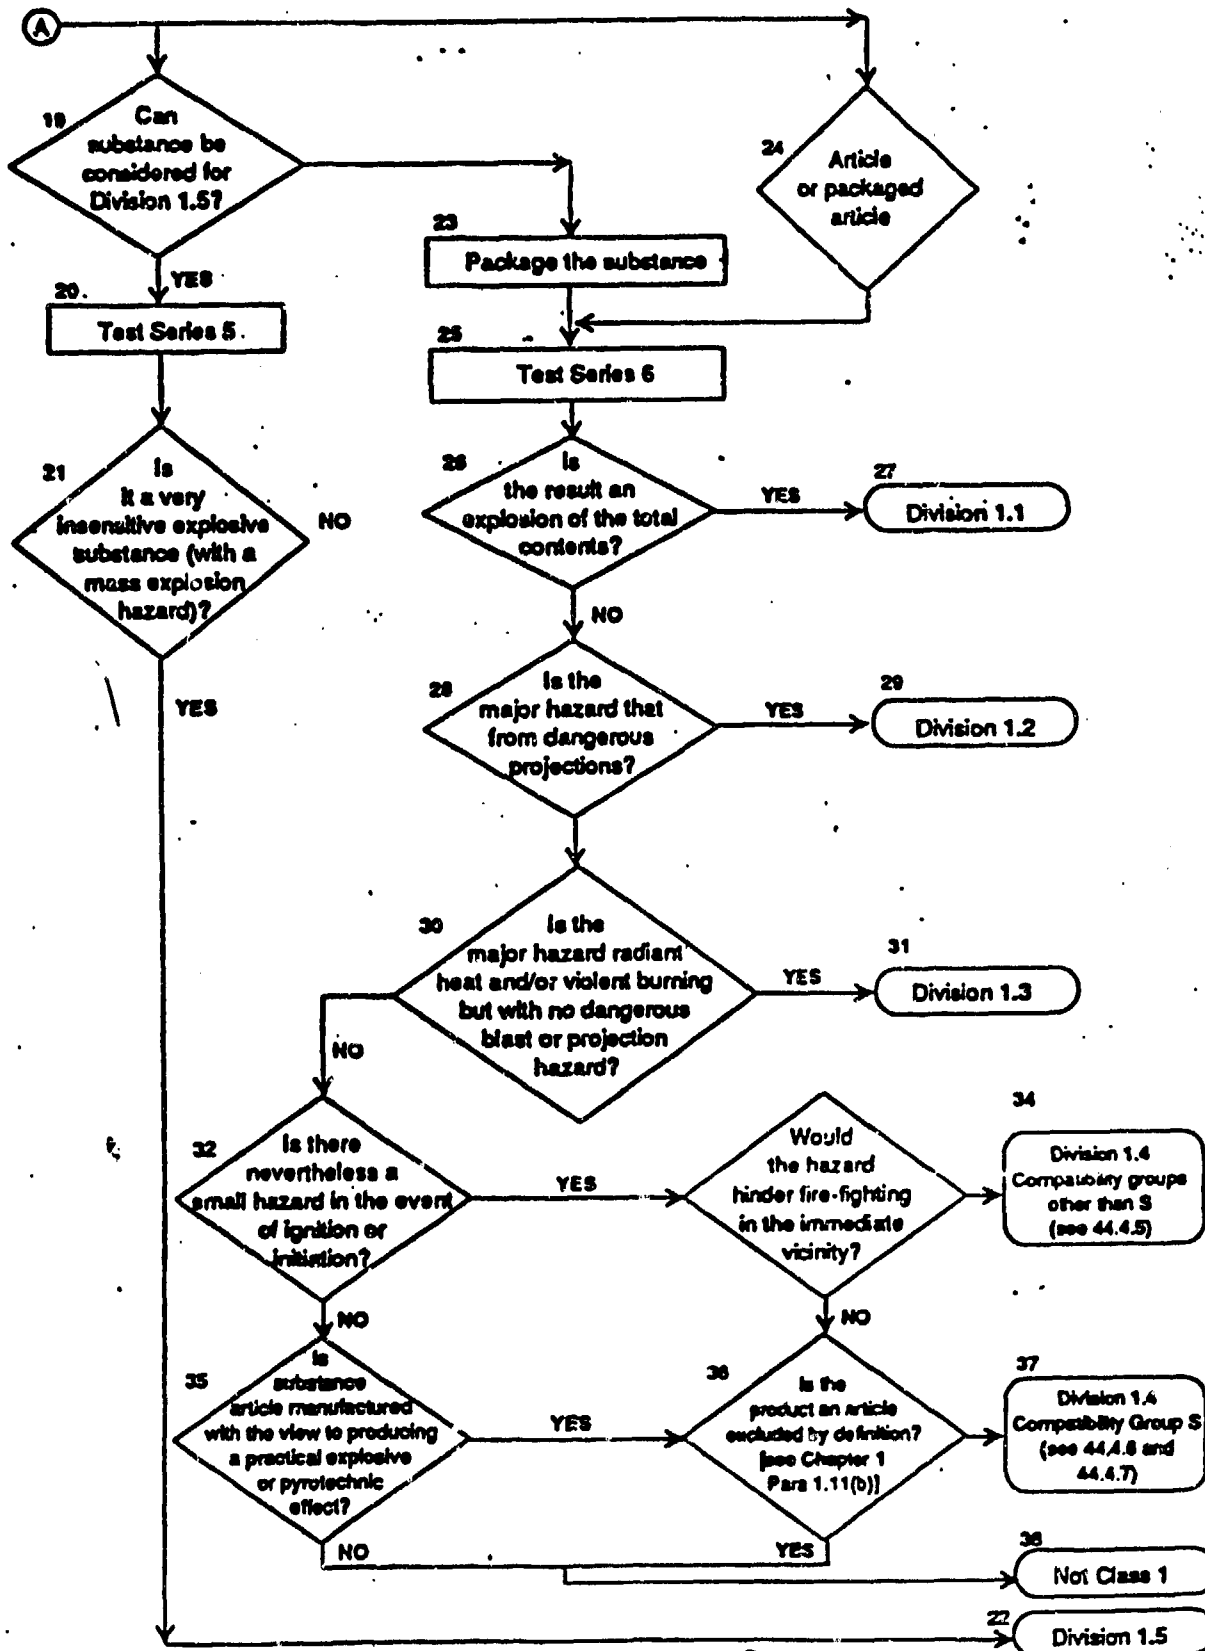 A
19
Can
substance be
considered for
Division 1.5?
24
Article
or packaged
article
23
Package the substance
YES
20.
Test Series 5.
25
Test Series 6
21
Is
it a very
insensitive explosive
substance (with a
mass explosion
hazard)?
NO
YES
26
Is
the result an
explosion of the total
contents?
YES
27
Division 1.1
NO
28
Is the
major hazard that
from dangerous
projections?
YES
29
Division 1.2
30
Is the
major hazard radiant
heat and/or violent burning
but with no dangerous
blast or projection
hazard?
YES
31
Division 1.3
NO
32
Is there
nevertheless a
small hazard in the event
of ignition or
initiation?
YES
Would
the hazard
hinder fire-fighting
in the immediate
vicinity?
34
Division 1.4
Compatibility groups
other than S
(see 44.4.5)
NO
NO
35
Is
substance
article manufactured
with the view to producing
a practical explosive
or pyrotechnic
effect?
YES
36
Is the
product an article
excluded by definition?
[see Chapter 1
Para 1.11(b)]
37
Division 1.4
Compatibility Group S
(see 44.4.6 and
44.4.7)
NO
YES
38
Not Class 1
22
Division 1.5